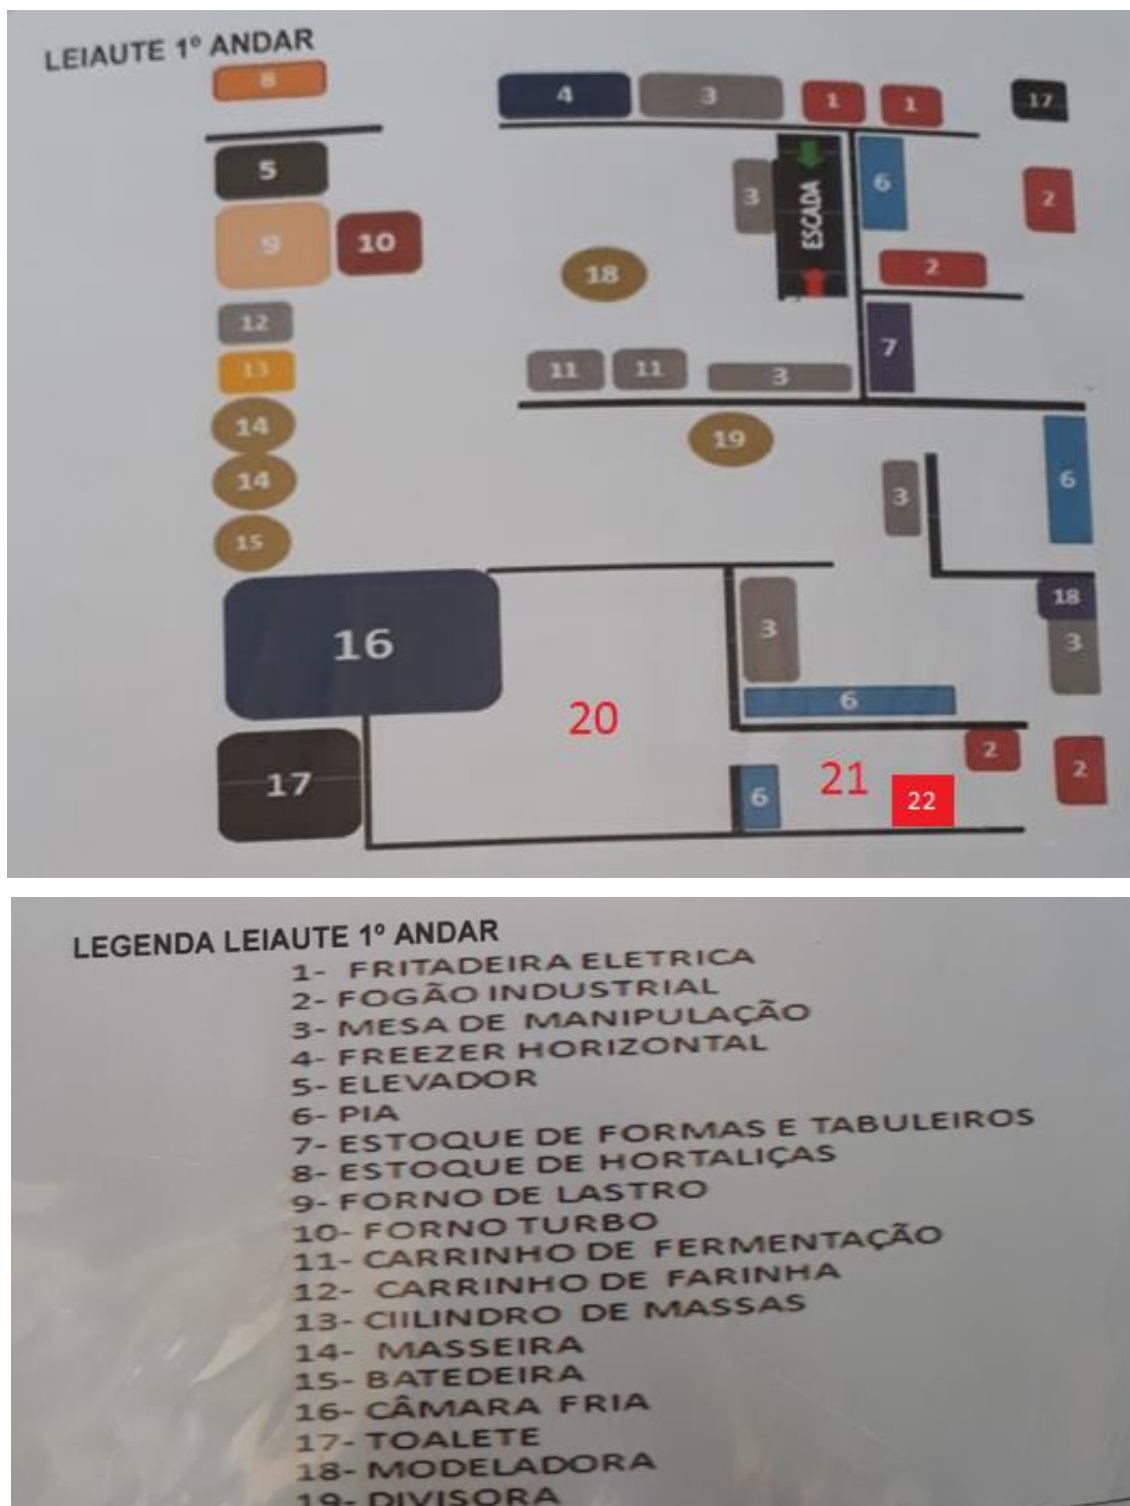 LEIAUTE 1º ANDAR
8
4 3 1 1 17
5
3 ESCADA 6 2
9 10
18 2
12
7
13 11 11 3
14
19
14 3 6
15
18
16 3 3
6
20
17 2 2
6 21 22
LEGENDA LEIAUTE 1º ANDAR
1- FRITADEIRA ELETRICA
2- FOGÃO INDUSTRIAL
3- MESA DE MANIPULAÇÃO
4- FREEZER HORIZONTAL
5- ELEVADOR
6- PIA
7- ESTOQUE DE FORMAS E TABULEIROS
8- ESTOQUE DE HORTALIÇAS
9- FORNO DE LASTRO
10- FORNO TURBO
11- CARRINHO DE FERMENTAÇÃO
12- CARRINHO DE FARINHA
13- CIILINDRO DE MASSAS
14- MASSEIRA
15- BATEDEIRA
16- CÂMARA FRIA
17- TOALETE
18- MODELADORA
19- DIVISORA